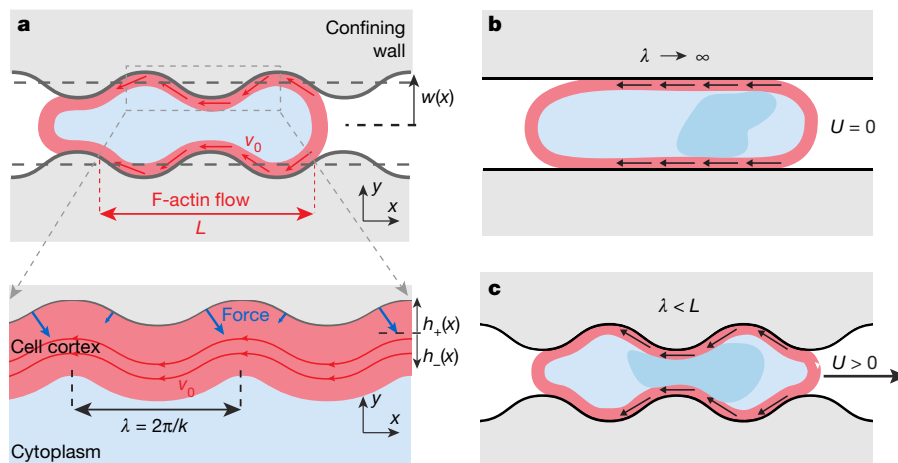 a
Confining
wall
w(x)
v₀
F-actin flow
L
y
x
Force
h₊(x)
Cell cortex
h₋(x)
v₀
λ = 2π/k
y
x
Cytoplasm
b
λ → ∞
U = 0
c
λ < L
U > 0